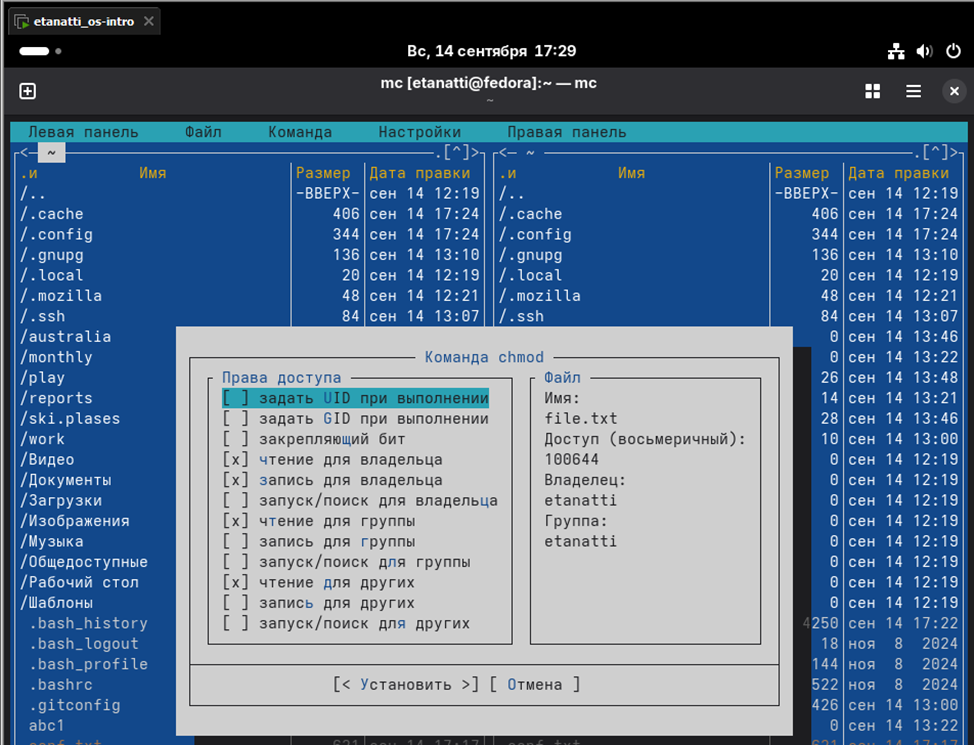 etanatti_os-intro
Вс, 14 сентября 17:29
mc [etanatti@fedora]:~ — mc
~
Левая панель Файл Команда Настройки Правая панель
<— ~ .[^]> <— ~ .[^]>
.и Имя Размер Дата правки .и Имя Размер Дата правки
/.. -ВВЕРХ- сен 14 12:19 /.. -ВВЕРХ- сен 14 12:19
/.cache 406 сен 14 17:24 /.cache 406 сен 14 17:24
/.config 344 сен 14 17:24 /.config 344 сен 14 17:24
/.gnupg 136 сен 14 13:10 /.gnupg 136 сен 14 13:10
/.local 20 сен 14 12:19 /.local 20 сен 14 12:19
/.mozilla 48 сен 14 12:21 /.mozilla 48 сен 14 12:21
/.ssh 84 сен 14 13:07 /.ssh 84 сен 14 13:07
/australia 0 сен 14 13:46
/monthly Команда chmod 0 сен 14 13:22
/play Права доступа Файл 26 сен 14 13:48
/reports [ ] задать UID при выполнении Имя: 14 сен 14 13:21
/ski.plases [ ] задать GID при выполнении file.txt 28 сен 14 13:46
/work [ ] закрепляющий бит Доступ (восьмеричный): 10 сен 14 13:00
/Видео [x] чтение для владельца 100644 0 сен 14 12:19
/Документы [x] запись для владельца Владелец: 0 сен 14 12:19
/Загрузки [ ] запуск/поиск для владельца etanatti 0 сен 14 12:19
/Изображения [x] чтение для группы Группа: 0 сен 14 12:19
/Музыка [ ] запись для группы etanatti 0 сен 14 12:19
/Общедоступные [ ] запуск/поиск для группы 0 сен 14 12:19
/Рабочий стол [x] чтение для других 0 сен 14 12:19
/Шаблоны [ ] запись для других 0 сен 14 12:19
.bash_history [ ] запуск/поиск для других 4250 сен 14 17:22
.bash_logout 18 ноя 8 2024
.bash_profile 144 ноя 8 2024
.bashrc [< Установить >] [ Отмена ] 522 ноя 8 2024
.gitconfig 426 сен 14 13:00
abc1 0 сен 14 13:22